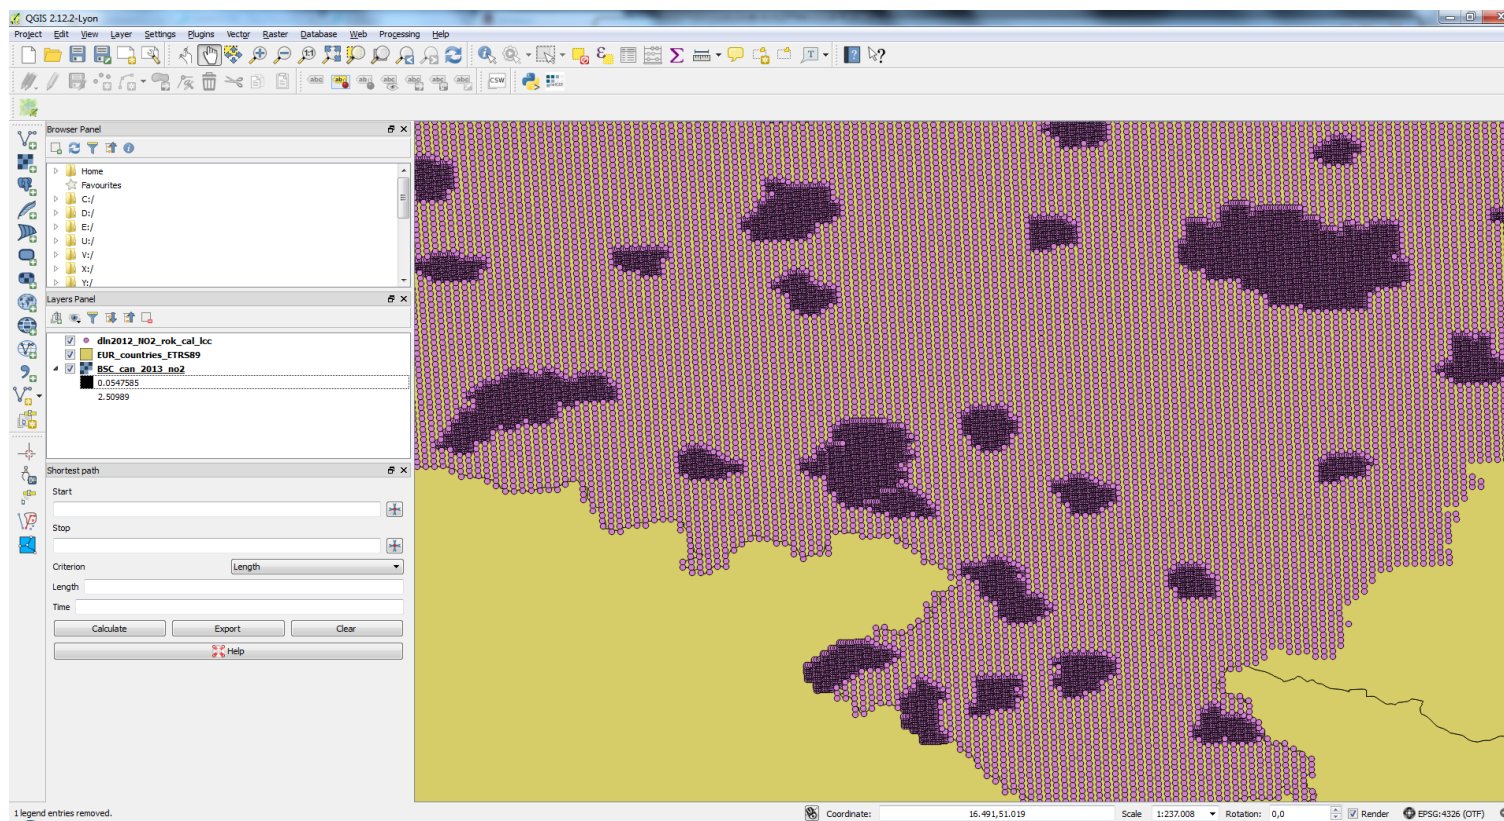 QGIS 2.12.2-Lyon
Project Edit View Layer Settings Plugins Vector Raster Database Web Processing Help
CSW
Browser Panel
Home
Favourites
C:/
D:/
E:/
U:/
V:/
X:/
Y:/
Layers Panel
dln2012_NO2_rok_cal_lcc
EUR_countries_ETRS89
BSC_can_2013_no2
0.0547585
2.50989
Shortest path
Start
Stop
Criterion Length
Length
Time
Calculate Export Clear
Help
1 legend entries removed. Coordinate: 16.491,51.019 Scale 1:237.008 Rotation: 0,0 Render EPSG:4326 (OTF)